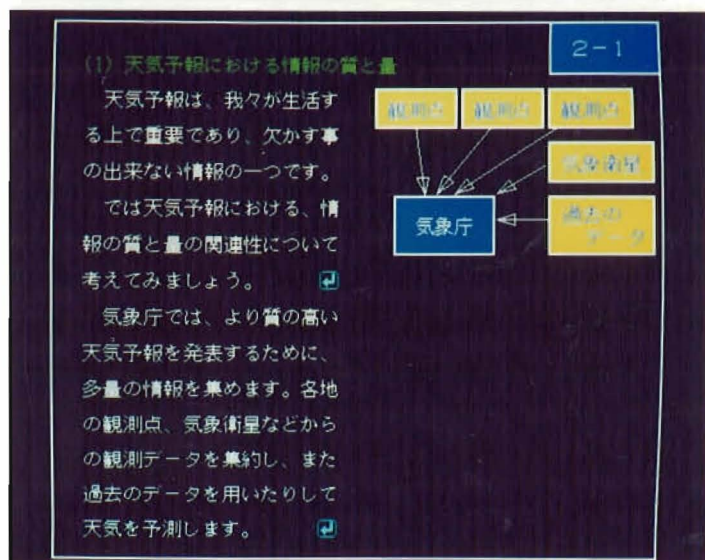 2-1
(1) 天気予報における情報の質と量
天気予報は、我々が生活す
る上で重要であり、欠かす事
の出来ない情報の一つです。
では天気予報における、情
報の質と量の関連性について
考えてみましょう。
気象庁では、より質の高い
天気予報を発表するために、
多量の情報を集めます。各地
の観測点、気象衛星などから
の観測データを集約し、また
過去のデータを用いたりして
天気を予測します。
観測点 観測点 観測点
気象衛星
気象庁
過去の
データ